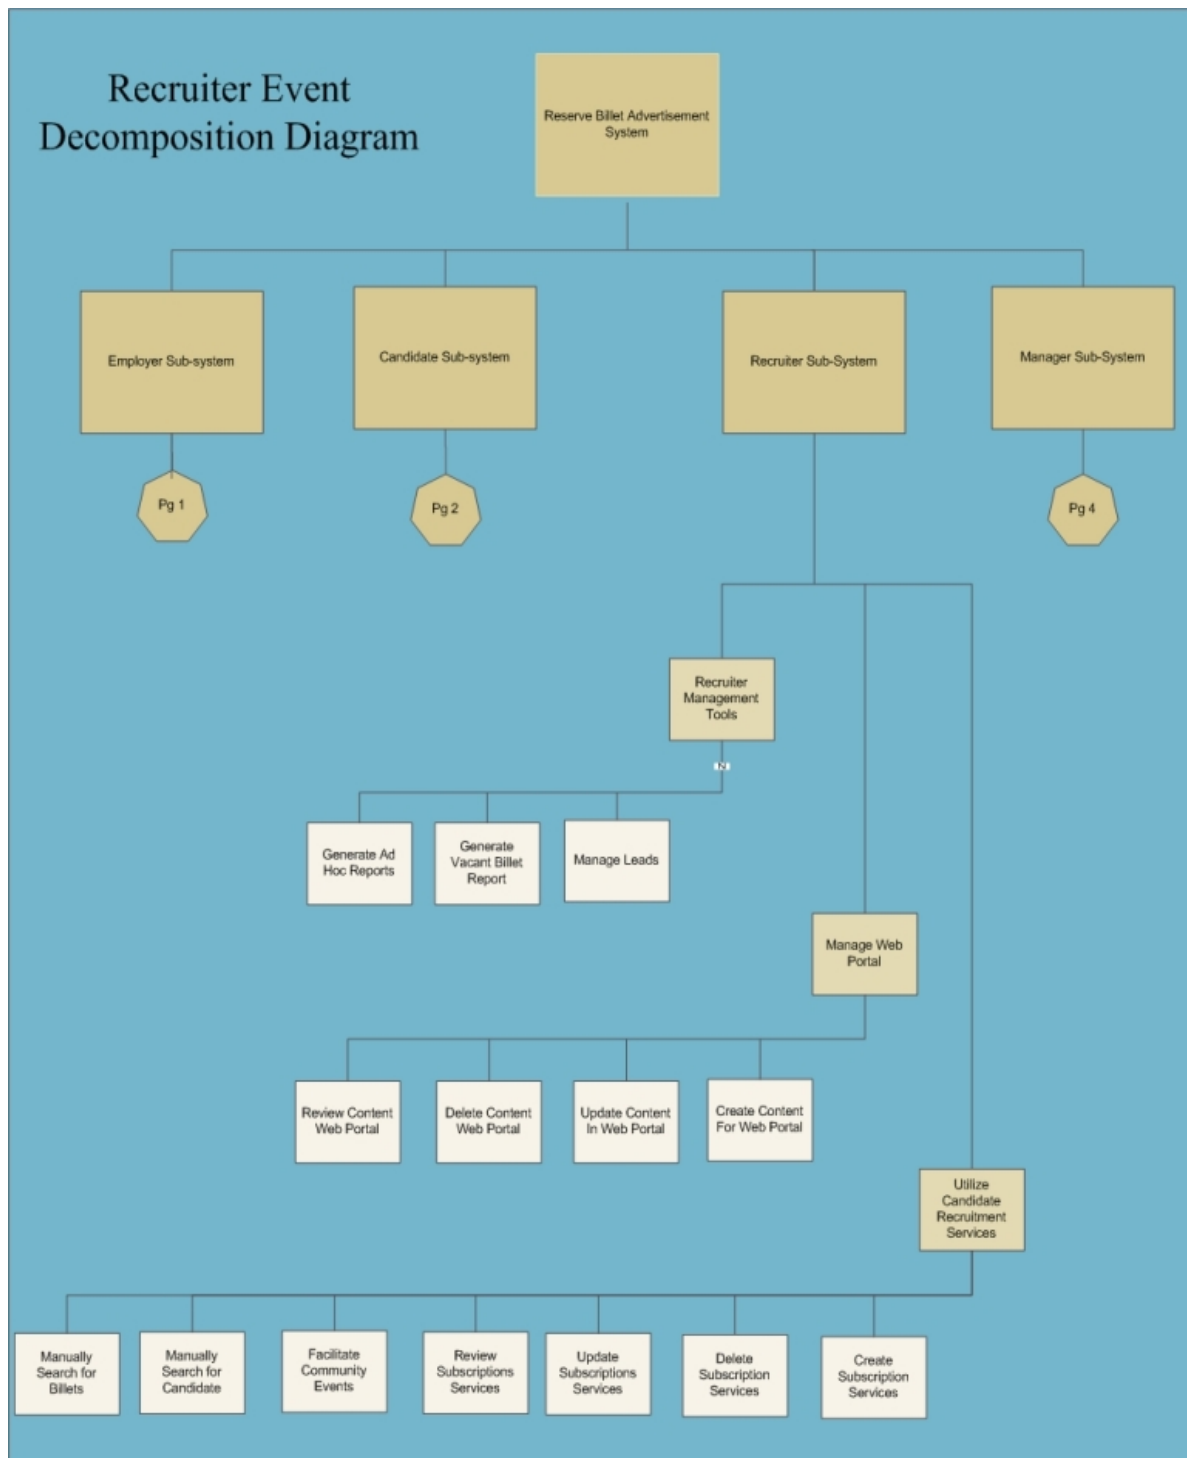 Recruiter Event
Decomposition Diagram
Reserve Billet Advertisement
System
Employer Sub-system
Candidate Sub-system
Recruiter Sub-System
Manager Sub-System
Pg 1
Pg 2
Pg 4
Recruiter
Management
Tools
N
Generate Ad
Hoc Reports
Generate
Vacant Billet
Report
Manage Leads
Manage Web
Portal
Review Content
Web Portal
Delete Content
Web Portal
Update Content
In Web Portal
Create Content
For Web Portal
Utilize
Candidate
Recruitment
Services
Manually
Search for
Billets
Manually
Search for
Candidate
Facilitate
Community
Events
Review
Subscriptions
Services
Update
Subscriptions
Services
Delete
Subscription
Services
Create
Subscription
Services